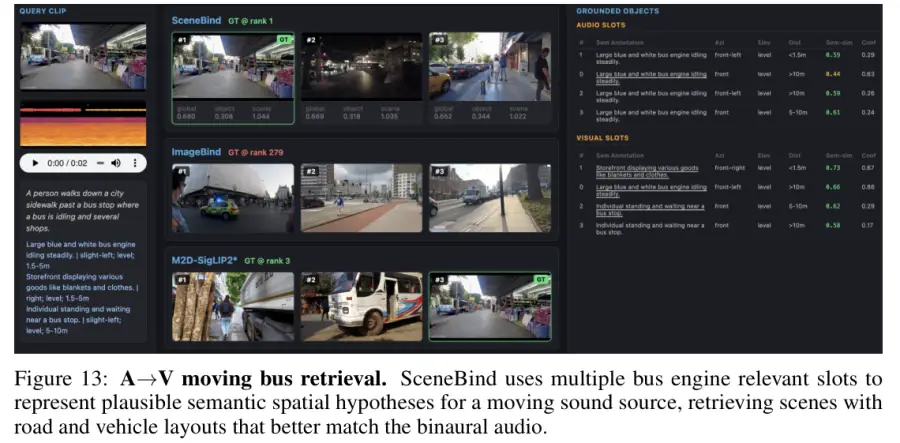 QUERY CLIP
0:00 / 0:02
A person walks down a city
sidewalk past a bus stop where
a bus is idling and several
shops.
Large blue and white bus engine
idling steadily. | slight-left; level;
1.5-5m
Storefront displaying various
goods like blankets and clothes. |
right; level; 1.5-5m
Individual standing and waiting
near a bus stop. | slight-left;
level; 5-10m
SceneBind GT @ rank 1
#1 GT #2 #3
global object scene global object scene global object scene
0.680 0.308 1.044 0.669 0.318 1.035 0.652 0.344 1.022
ImageBind GT @ rank 279
#1 #2 #3
M2D-SigLIP2* GT @ rank 3
#1 #2 #3 GT
GROUNDED OBJECTS
AUDIO SLOTS
# Sem Annotation Azi Elev Dist Sem-sim Conf
1 Large blue and white bus engine idling steadily. front-left level <1.5m 0.59 0.29
0 Large blue and white bus engine idling steadily. front level >10m 0.44 0.63
2 Large blue and white bus engine idling steadily. front-left level >10m 0.59 0.26
3 Large blue and white bus engine idling steadily. front level 5-10m 0.61 0.24
VISUAL SLOTS
# Sem Annotation Azi Elev Dist Sem-sim Conf
1 Storefront displaying various goods like blankets and clothes. front-right level <1.5m 0.73 0.67
0 Large blue and white bus engine idling steadily. front-left level >10m 0.66 0.66
2 Individual standing and waiting near a bus stop. front level 5-10m 0.62 0.29
3 Individual standing and waiting near a bus stop. front level >10m 0.58 0.17
Figure 13: A→V moving bus retrieval. SceneBind uses multiple bus engine relevant slots to
represent plausible semantic spatial hypotheses for a moving sound source, retrieving scenes with
road and vehicle layouts that better match the binaural audio.